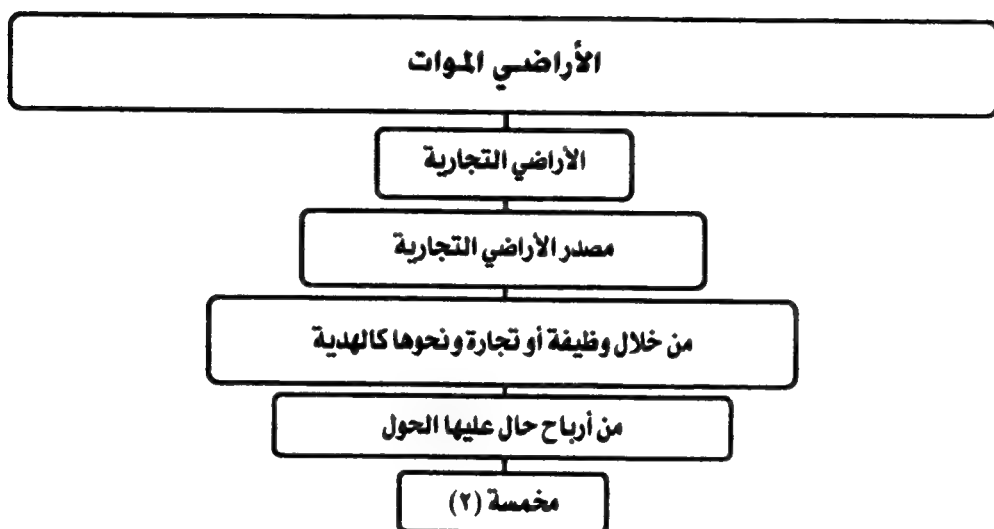 الأراضي الموات
الأراضي التجارية
مصدر الأراضي التجارية
من خلال وظيفة أو تجارة ونحوها كالهدية
من أرباح حال عليها الحول
مخمسة (٢)